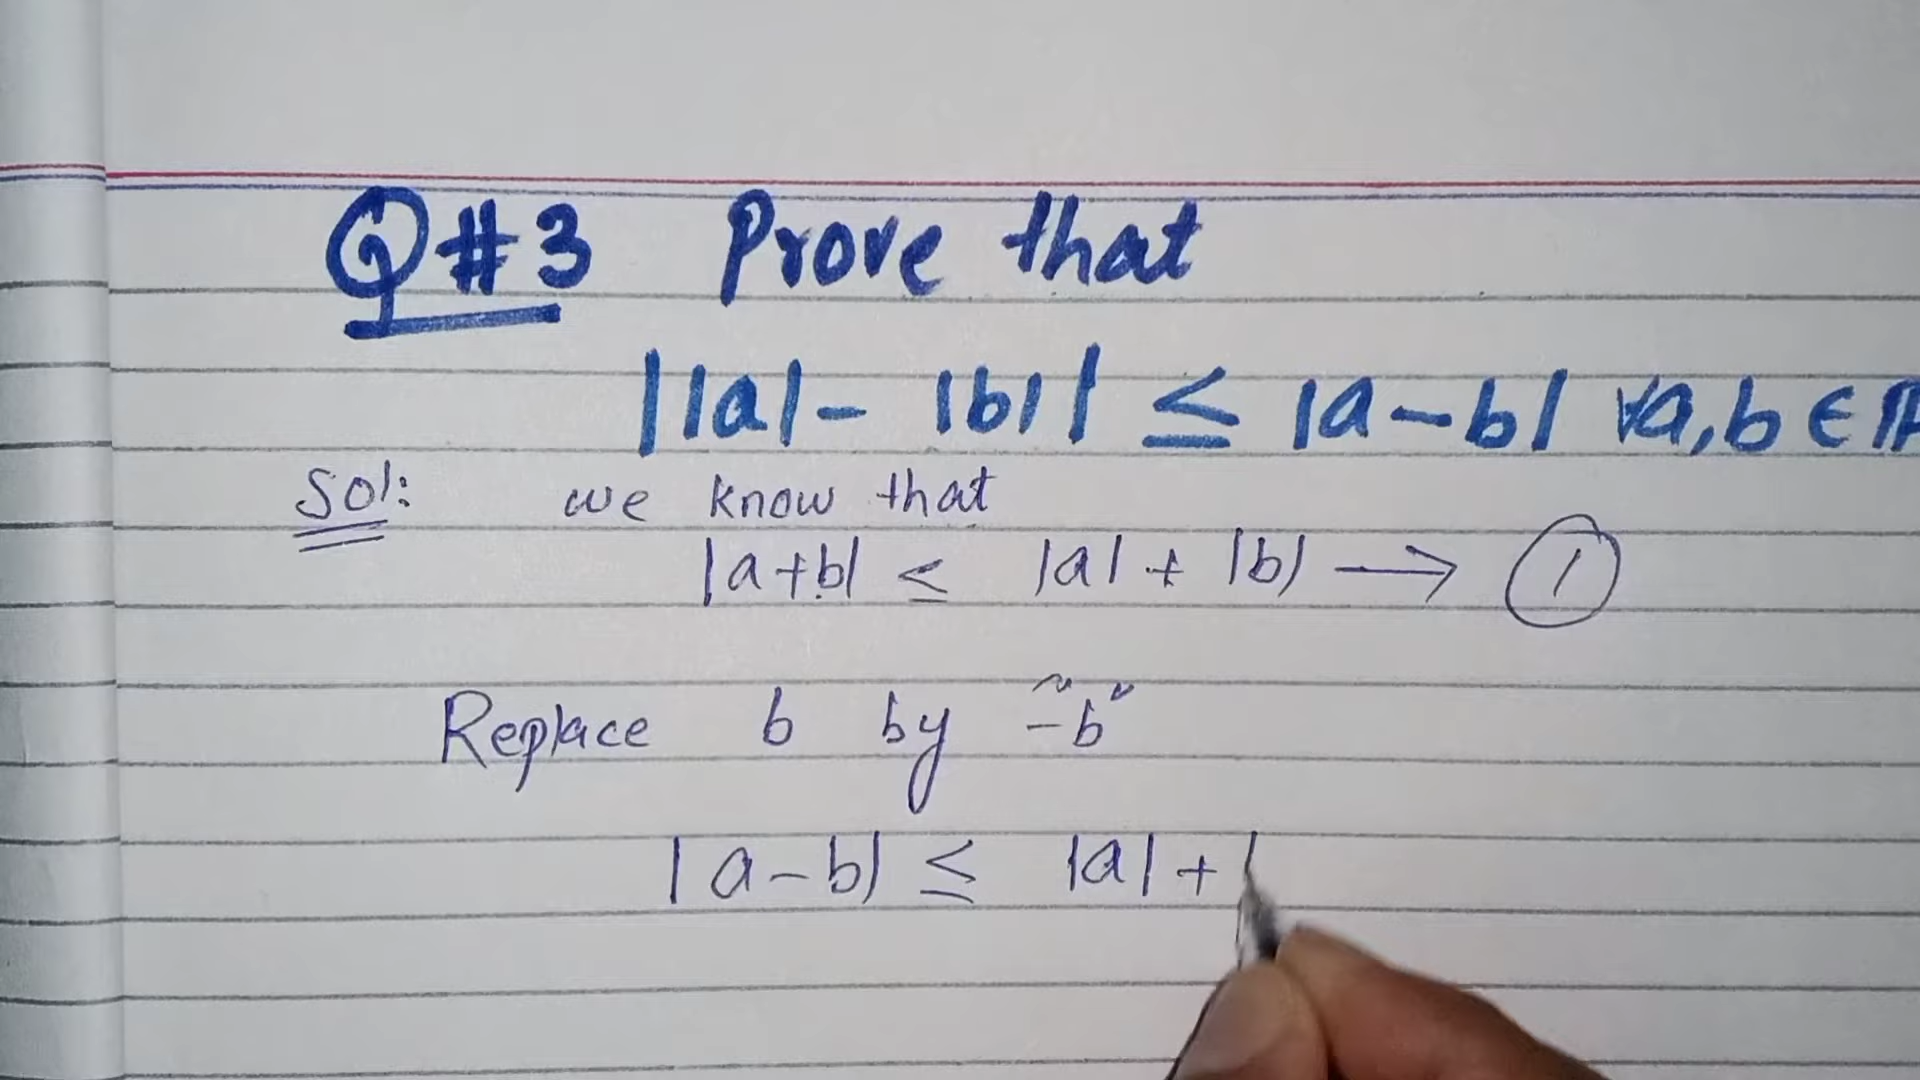 Q#3 Prove that
||a| - |b|| ≤ |a-b| ∀a, b ∈ ℝ
Sol: we know that
|a+b| ≤ |a| + |b| → 1
Replace b by "-b"
|a-b| ≤ |a| + |